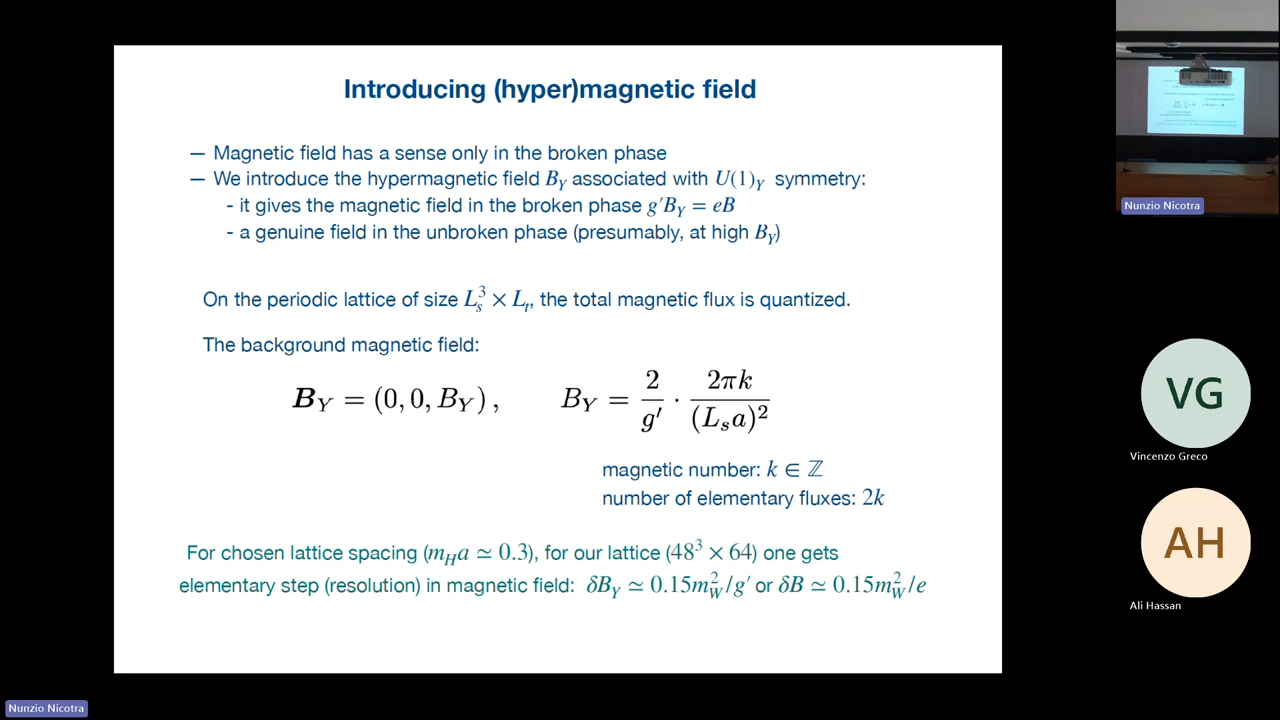 Introducing (hyper)magnetic field
— Magnetic field has a sense only in the broken phase
— We introduce the hypermagnetic field B_Y associated with U(1)_Y symmetry:
- it gives the magnetic field in the broken phase g′B_Y = eB
- a genuine field in the unbroken phase (presumably, at high B_Y)
On the periodic lattice of size L_s^3 × L_t, the total magnetic flux is quantized.
The background magnetic field:
B_Y = (0, 0, B_Y) , B_Y = 2/g′ · 2πk/(L_s a)^2
magnetic number: k ∈ ℤ
number of elementary fluxes: 2k
For chosen lattice spacing (m_H a ≃ 0.3), for our lattice (48^3 × 64) one gets
elementary step (resolution) in magnetic field: δB_Y ≃ 0.15m_W^2/g′ or δB ≃ 0.15m_W^2/e
Nunzio Nicotra
VG
Vincenzo Greco
AH
Ali Hassan
Nunzio Nicotra